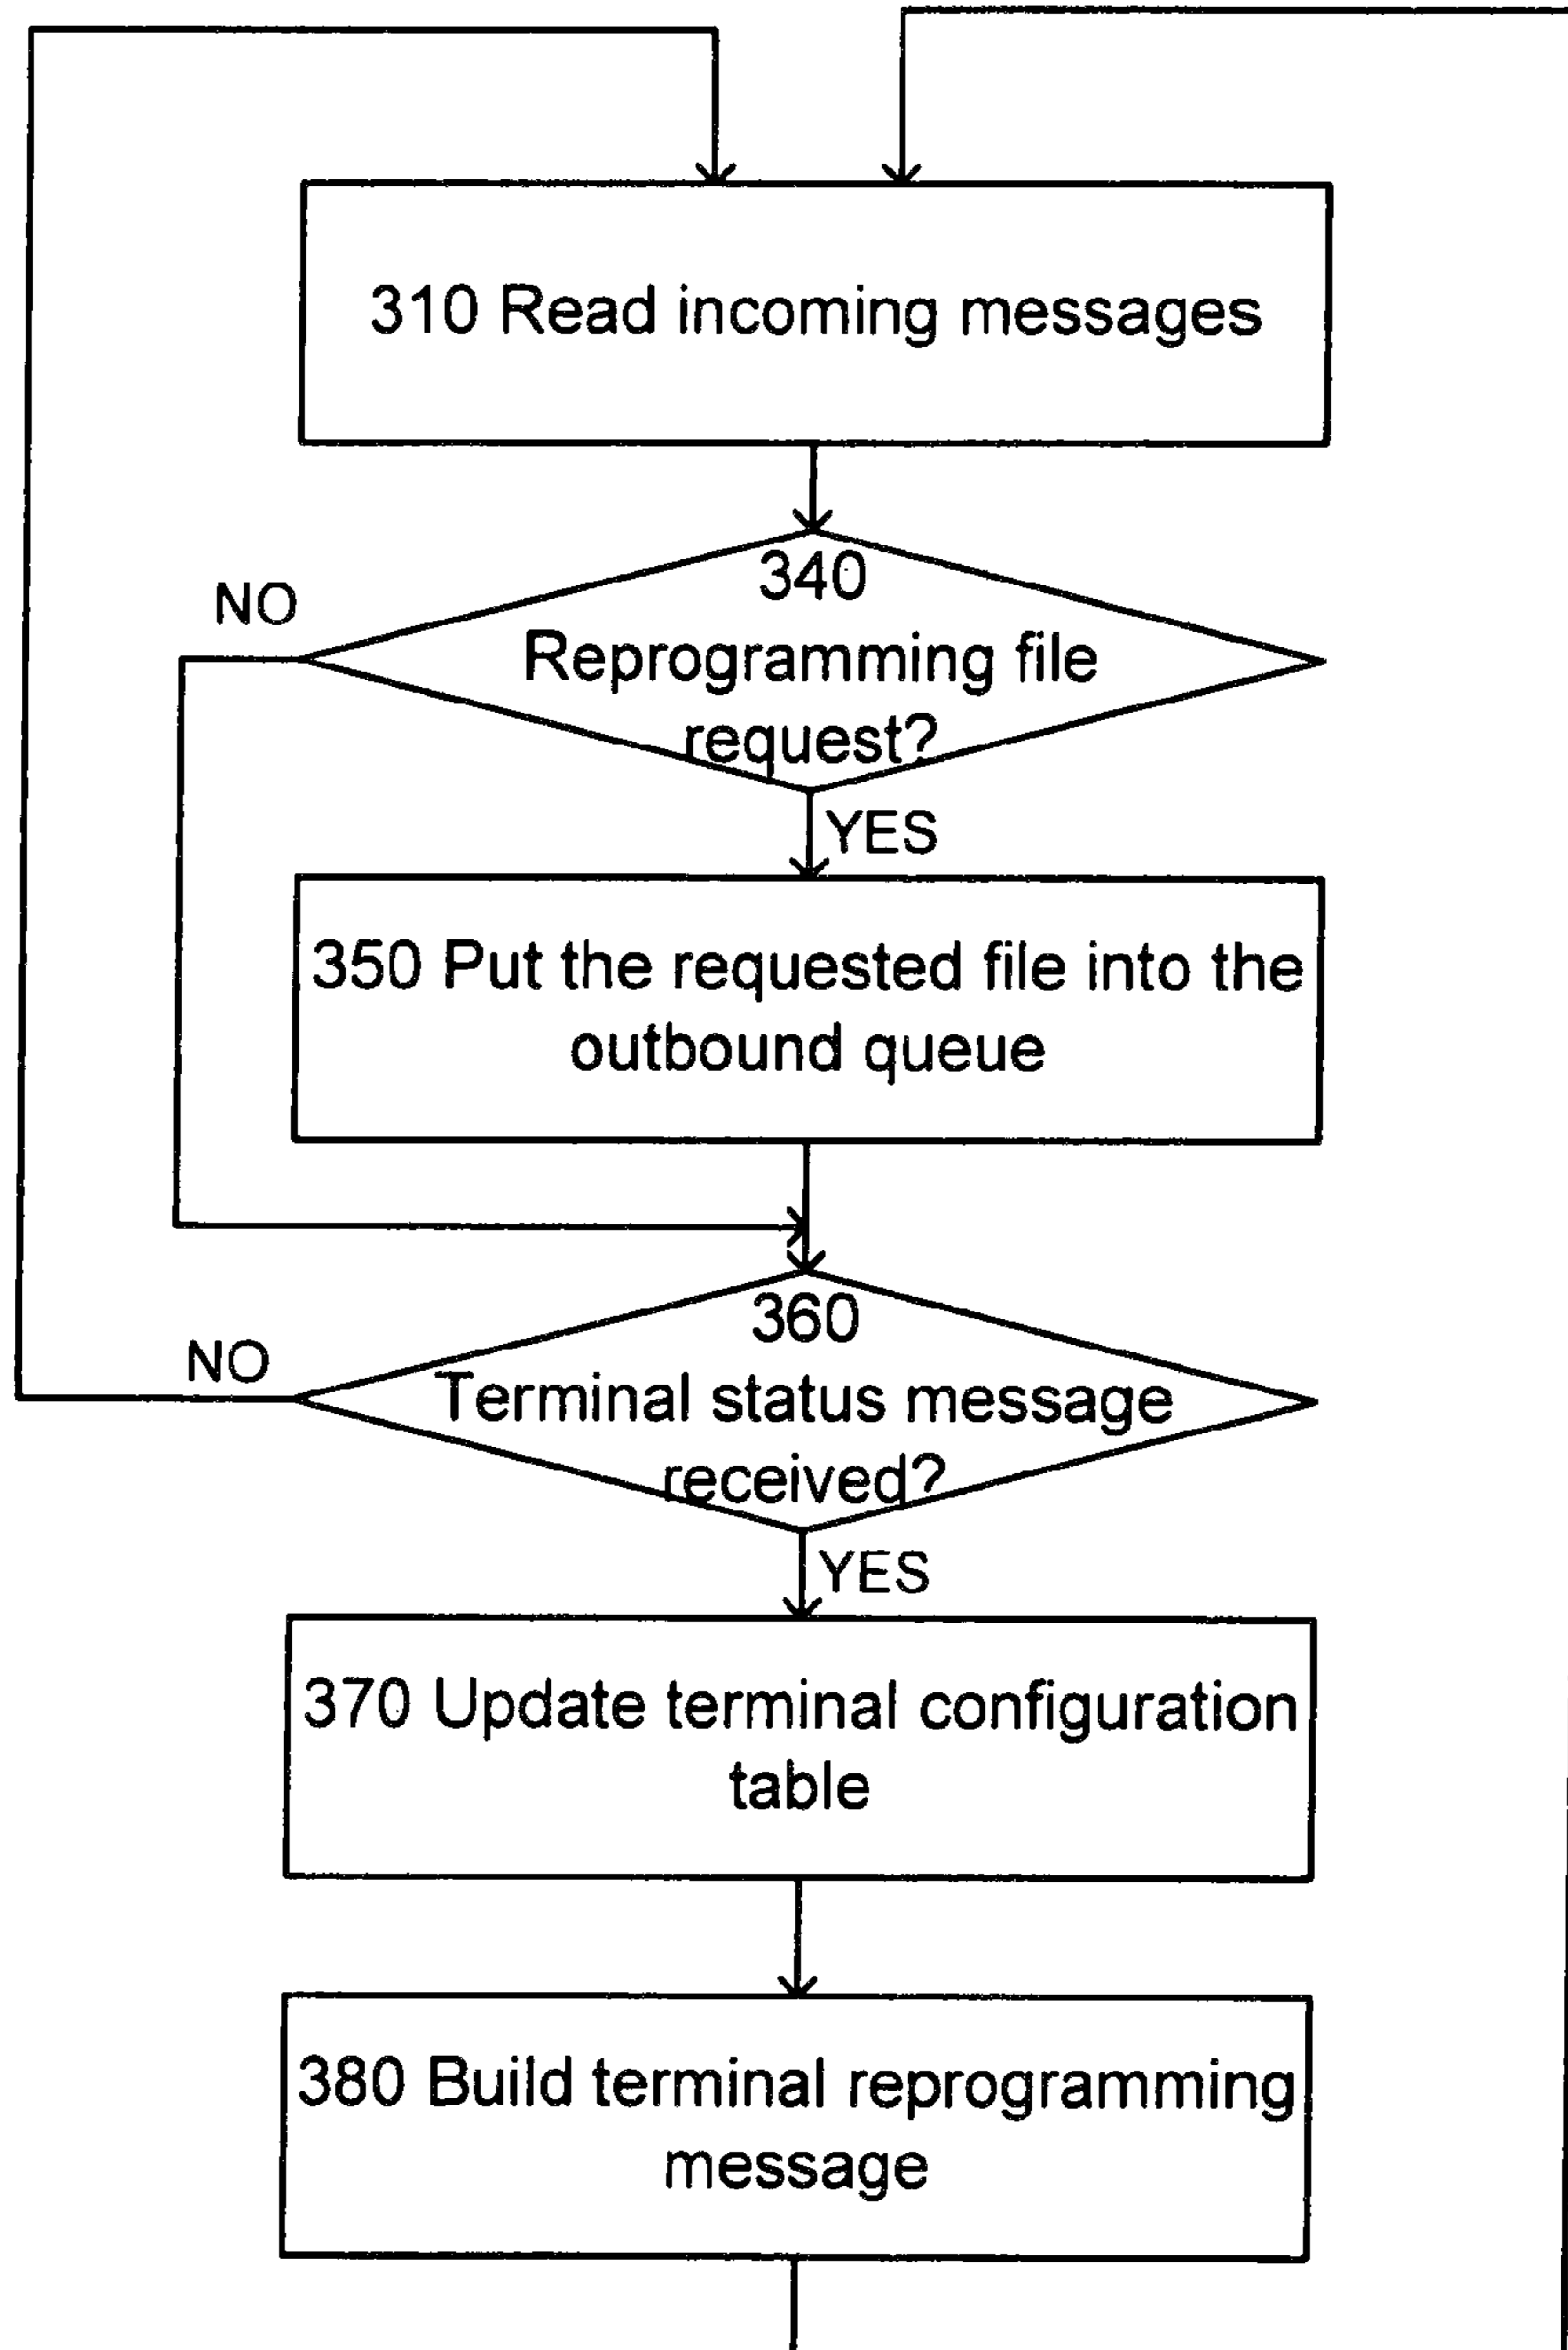 310 Read incoming messages
340
NO
Reprogramming file
request?
YES
350 Put the requested file into the
outbound queue
360
NO
Terminal status message
received?
YES
370 Update terminal configuration
table
380 Build terminal reprogramming
message